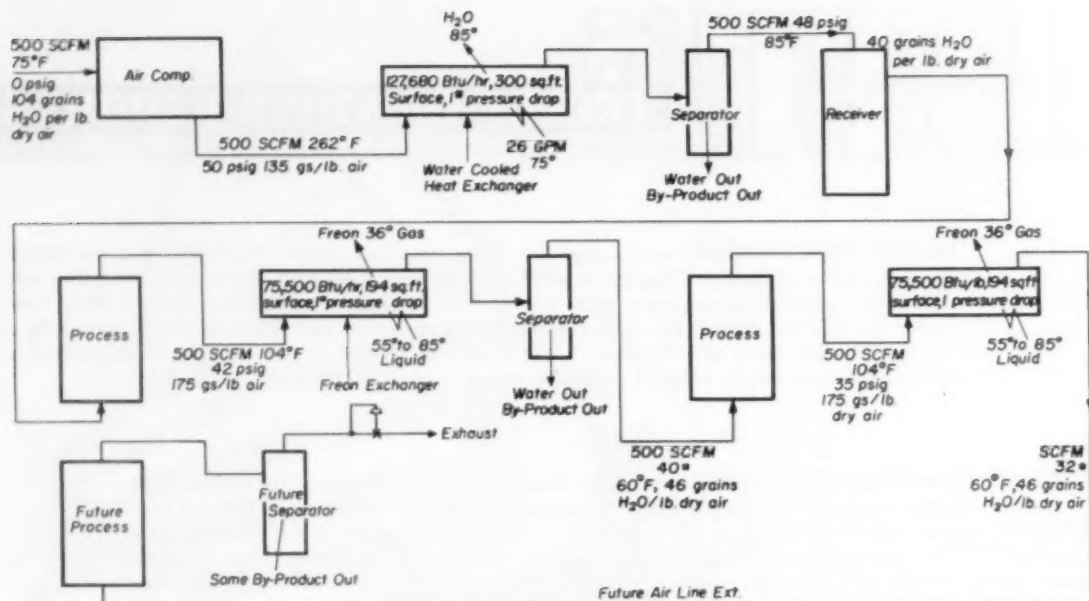 500 SCFM
75°F
0 psig
104 grains
H₂O per lb.
dry air
Air Comp.
500 SCFM 262°F
50 psig 135 gs/lb. air
H₂O
85°
127,680 Btu/hr, 300 sq.ft.
Surface, 1# pressure drop
26 GPM
75°
Water Cooled
Heat Exchanger
500 SCFM 48 psig
85°F
Separator
Water Out
By-Product Out
Receiver
40 grains H₂O
per lb. dry air
Process
500 SCFM 104°F
42 psig
175 gs/lb air
Freon 36° Gas
75,500 Btu/hr, 194 sq.ft.
surface, 1" pressure drop
55° to 85°
Liquid
Freon Exchanger
Separator
Water Out
By-Product Out
500 SCFM
40#
60°F, 46 grains
H₂O/lb. dry air
Process
500 SCFM
104°F
35 psig
175 gs/lb
dry air
Freon 36° Gas
75,500 Btu/lb, 194 sq.ft
surface, 1 pressure drop
55° to 85°
Liquid
SCFM
32#
60°F, 46 grains
H₂O/lb. dry air
Future
Process
Future
Separator
Exhaust
Same By-Product Out
Future Air Line Ext.